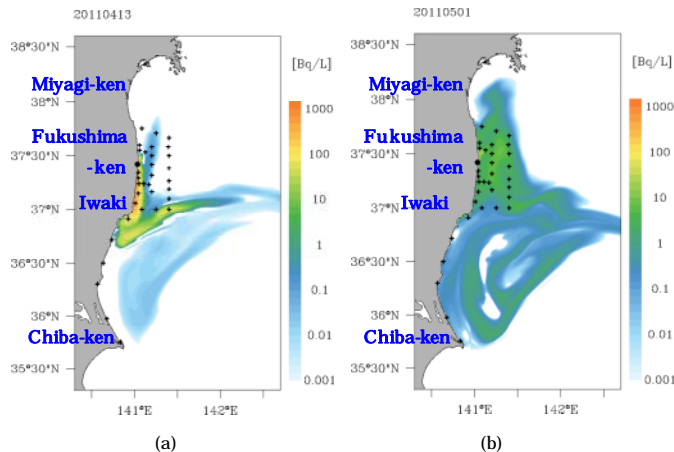 20110413
38°30'N
38°N
37°30'N
37°N
36°30'N
36°N
35°30'N
141°E
142°E
Miyagi-ken
Fukushima
-ken
Iwaki
Chiba-ken
[Bq/L]
1000
100
10
1
0.1
0.01
0.001
(a)
20110501
38°30'N
38°N
37°30'N
37°N
36°30'N
36°N
35°30'N
141°E
142°E
Miyagi-ken
Fukushima
-ken
Iwaki
Chiba-ken
[Bq/L]
1000
100
10
1
0.1
0.01
0.001
(b)